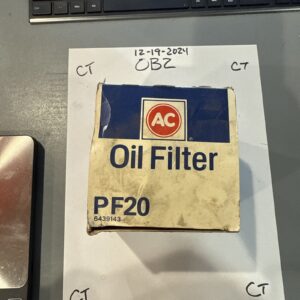 12-19-2024
CT OBZ CT
AC
Oil Filter
PF20
6439143
CT CT